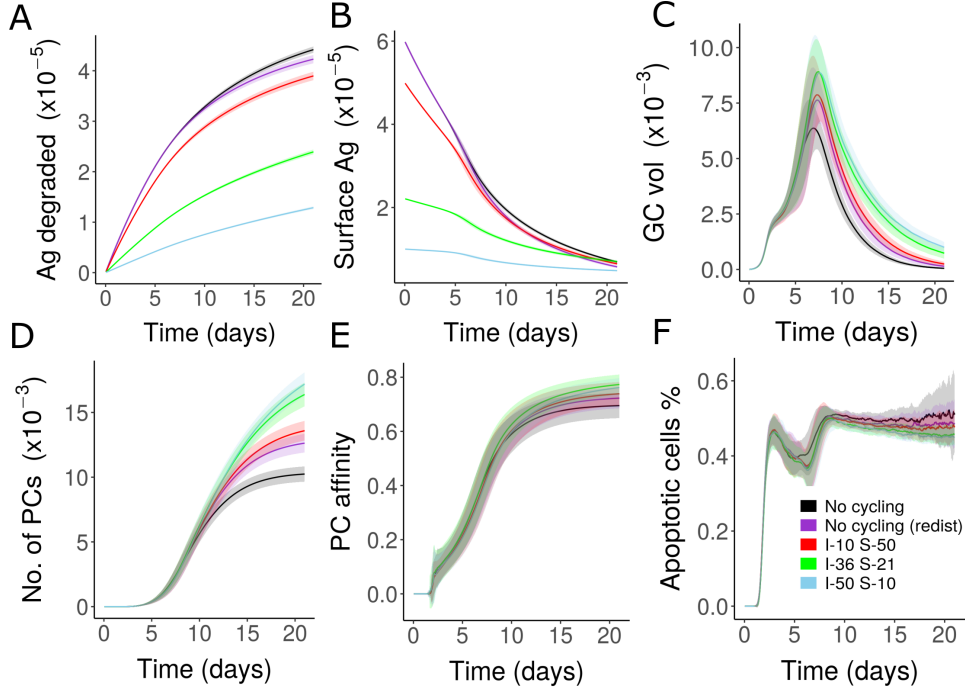 A
Ag degraded (x10⁻⁵)
4
3
2
1
0
0 5 10 15 20
Time (days)
B
Surface Ag (x10⁻⁵)
6
4
2
0 5 10 15 20
Time (days)
C
GC vol (x10⁻³)
10.0
7.5
5.0
2.5
0.0
0 5 10 15 20
Time (days)
D
No. of PCs (x10⁻³)
15
10
5
0
0 5 10 15 20
Time (days)
E
PC affinity
0.8
0.6
0.4
0.2
0.0
0 5 10 15 20
Time (days)
F
Apoptotic cells %
0.6
0.4
0.2
0.0
No cycling
No cycling (redist)
I-10 S-50
I-36 S-21
I-50 S-10
0 5 10 15 20
Time (days)